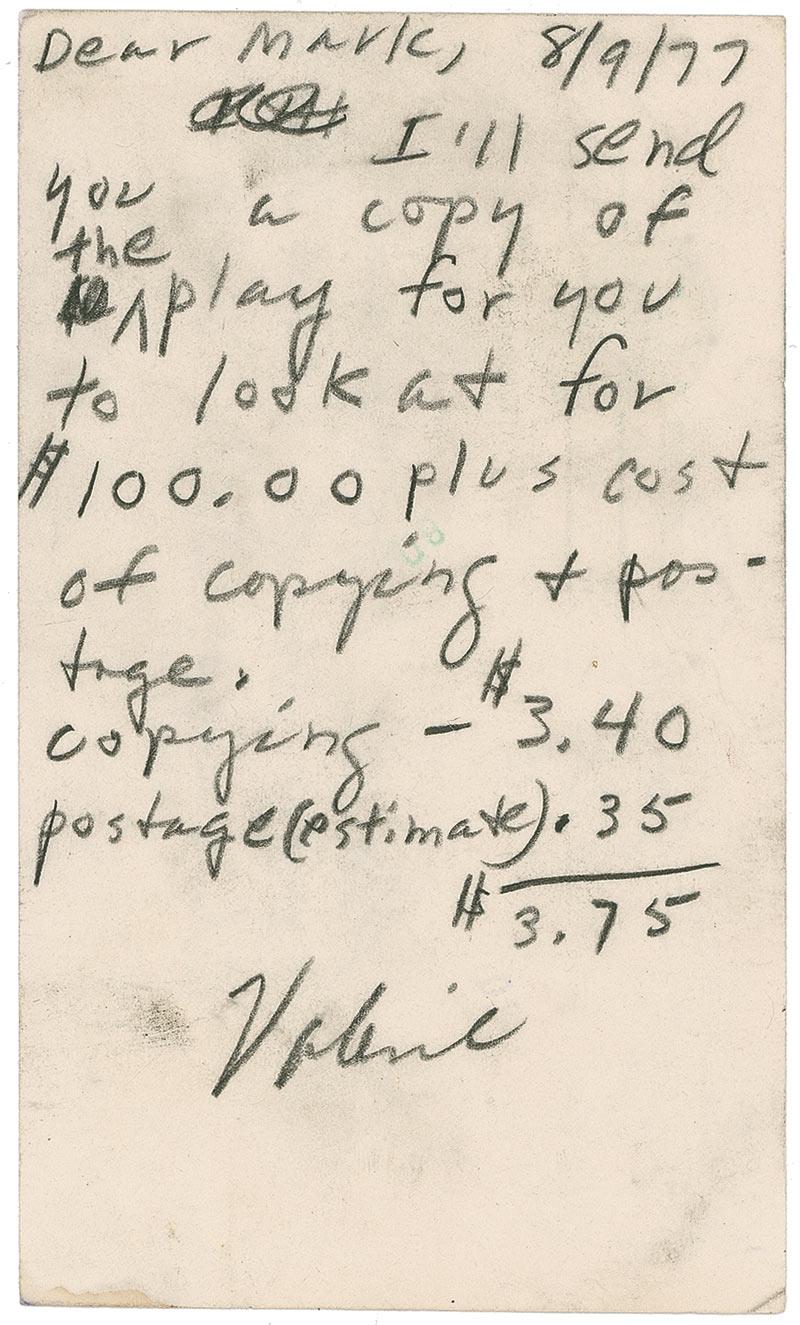 Dear Mark, 8/9/77
I'll send
you a copy of
the
play for you
to look at for
$100.00 plus cost
of copying + pos-
tage.
copying - $3.40
postage (estimate). .35
$3.75
Valerie